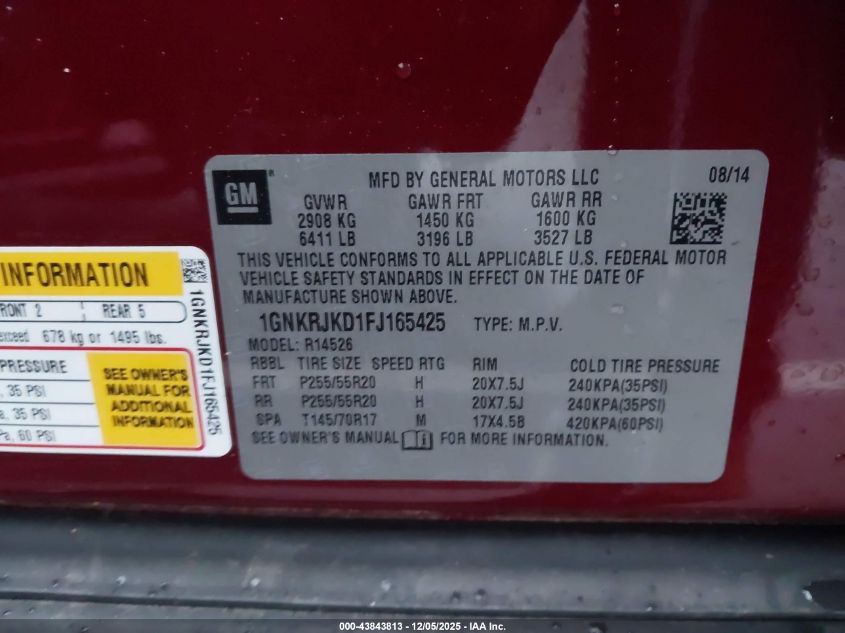 GM
MFD BY GENERAL MOTORS LLC 08/14
GVWR GAWR FRT GAWR RR
2908 KG 1450 KG 1600 KG
6411 LB 3196 LB 3527 LB
THIS VEHICLE CONFORMS TO ALL APPLICABLE U.S. FEDERAL MOTOR
VEHICLE SAFETY STANDARDS IN EFFECT ON THE DATE OF
MANUFACTURE SHOWN ABOVE.
1GNKRJKD1FJ165425 TYPE: M.P.V.
MODEL: R14526
RBBL TIRE SIZE SPEED RTG RIM COLD TIRE PRESSURE
FRT P255/55R20 H 20X7.5J 240KPA(35PSI)
RR P255/55R20 H 20X7.5J 240KPA(35PSI)
SPA T145/70R17 M 17X4.5B 420KPA(60PSI)
SEE OWNER'S MANUAL FOR MORE INFORMATION.
INFORMATION
RONT 2 REAR 5
exceed 678 kg or 1495 lbs.
PRESSURE
, 35 PSI
a, 35 PSI
Pa, 60 PSI
SEE OWNER'S
MANUAL FOR
ADDITIONAL
INFORMATION
1GNKRJKD1FJ165425
000-43843813 - 12/05/2025 - IAA Inc.